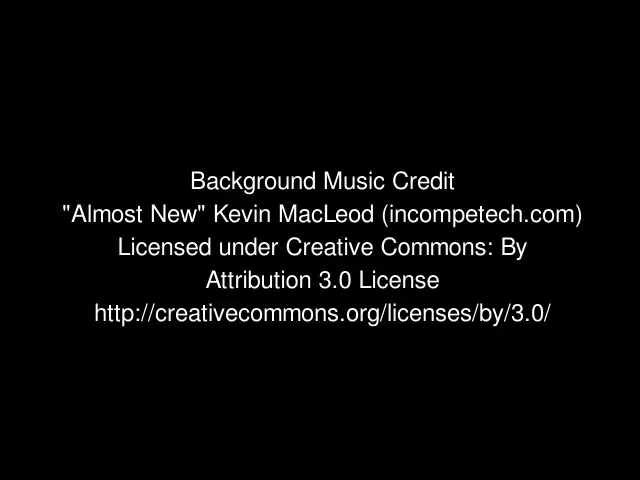 Background Music Credit
"Almost New" Kevin MacLeod (incompetech.com)
Licensed under Creative Commons: By
Attribution 3.0 License
http://creativecommons.org/licenses/by/3.0/